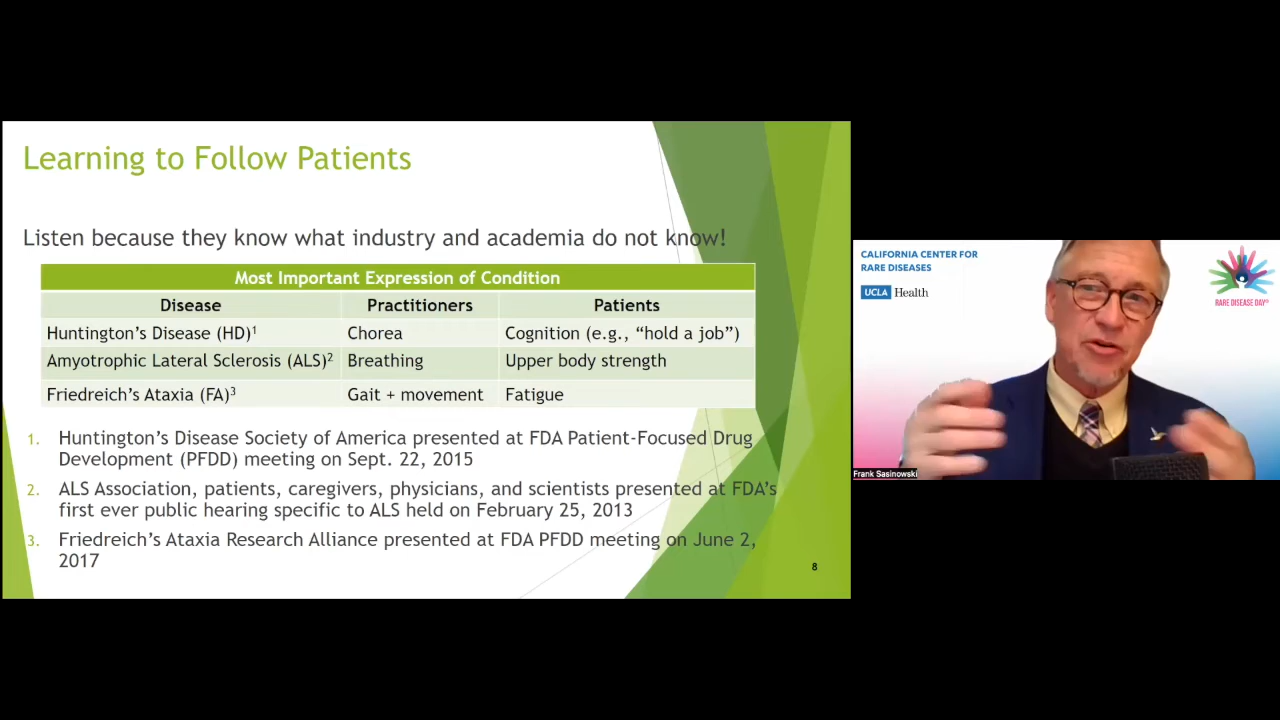 Learning to Follow Patients
Listen because they know what industry and academia do not know!
Most Important Expression of Condition
Disease Practitioners Patients
Huntington’s Disease (HD)¹ Chorea Cognition (e.g., “hold a job”)
Amyotrophic Lateral Sclerosis (ALS)² Breathing Upper body strength
Friedreich’s Ataxia (FA)³ Gait + movement Fatigue
1. Huntington’s Disease Society of America presented at FDA Patient-Focused Drug
Development (PFDD) meeting on Sept. 22, 2015
2. ALS Association, patients, caregivers, physicians, and scientists presented at FDA’s
first ever public hearing specific to ALS held on February 25, 2013
3. Friedreich’s Ataxia Research Alliance presented at FDA PFDD meeting on June 2,
2017
8
CALIFORNIA CENTER FOR
RARE DISEASES
UCLA Health
RARE DISEASE DAY®
Frank Sasinowski